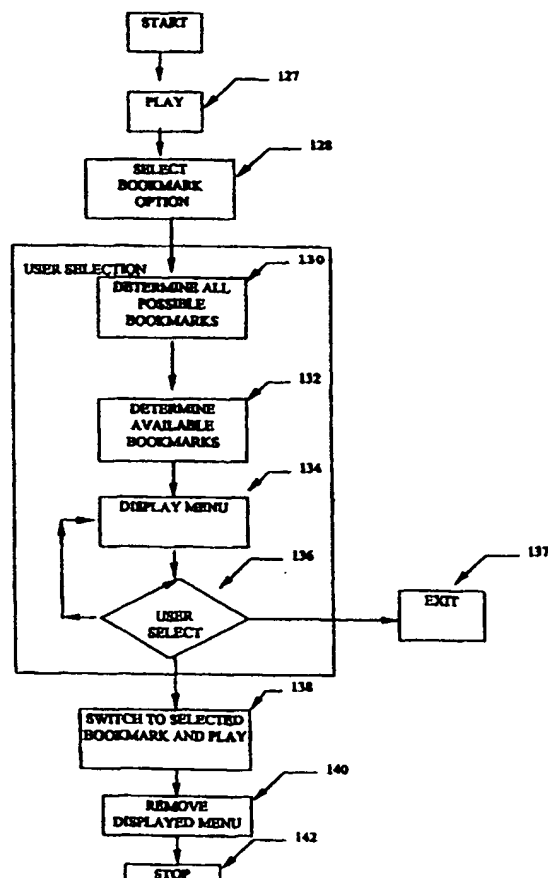 START
127
PLAY
128
SELECT
BOOKMARK
OPTION
USER SELECTION
130
DETERMINE ALL
POSSIBLE
BOOKMARKS
132
DETERMINE
AVAILABLE
BOOKMARKS
134
DISPLAY MENU
136
USER
SELECT
137
EXIT
138
SWITCH TO SELECTED
BOOKMARK AND PLAY
140
REMOVE
DISPLAYED MENU
142
STOP